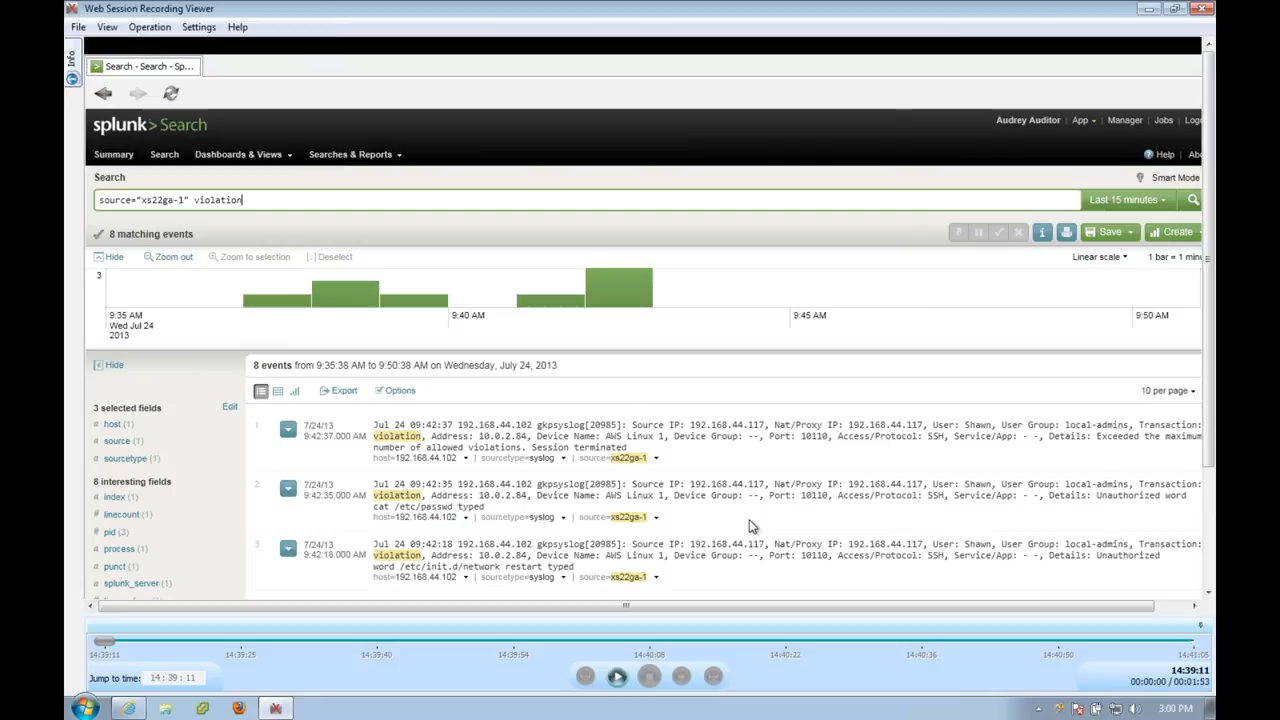 Web Session Recording Viewer
File View Operation Settings Help
Info
Search - Search - Sp...
splunk> Search
Audrey Auditor | App | Manager | Jobs | Log
Summary Search Dashboards & Views Searches & Reports
Help | Abo
Search
Smart Mode
source="xs22ga-1" violation
Last 15 minutes
8 matching events
i Save Create
Hide Zoom out Zoom to selection Deselect
Linear scale 1 bar = 1 minu
3
9:35 AM 9:40 AM 9:45 AM 9:50 AM
Wed Jul 24
2013
Hide
8 events from 9:35:38 AM to 9:50:38 AM on Wednesday, July 24, 2013
Export Options
10 per page
3 selected fields Edit
a host (1)
a source (1)
a sourcetype (1)
8 interesting fields
a index (1)
# linecount (1)
# pid (3)
a process (1)
a punct (1)
a splunk_server (1)
1 7/24/13 Jul 24 09:42:37 192.168.44.102 gkpsyslog[20985]: Source IP: 192.168.44.117, Nat/Proxy IP: 192.168.44.117, User: Shawn, User Group: local-admins, Transaction:
9:42:37.000 AM violation, Address: 10.0.2.84, Device Name: AWS Linux 1, Device Group: --, Port: 10110, Access/Protocol: SSH, Service/App: - - , Details: Exceeded the maximum
number of allowed violations. Session terminated
host=192.168.44.102 | sourcetype=syslog | source=xs22ga-1
2 7/24/13 Jul 24 09:42:35 192.168.44.102 gkpsyslog[20985]: Source IP: 192.168.44.117, Nat/Proxy IP: 192.168.44.117, User: Shawn, User Group: local-admins, Transaction:
9:42:35.000 AM violation, Address: 10.0.2.84, Device Name: AWS Linux 1, Device Group: --, Port: 10110, Access/Protocol: SSH, Service/App: - - , Details: Unauthorized word
cat /etc/passwd typed
host=192.168.44.102 | sourcetype=syslog | source=xs22ga-1
3 7/24/13 Jul 24 09:42:18 192.168.44.102 gkpsyslog[20985]: Source IP: 192.168.44.117, Nat/Proxy IP: 192.168.44.117, User: Shawn, User Group: local-admins, Transaction:
9:42:18.000 AM violation, Address: 10.0.2.84, Device Name: AWS Linux 1, Device Group: --, Port: 10110, Access/Protocol: SSH, Service/App: - - , Details: Unauthorized
word /etc/init.d/network restart typed
host=192.168.44.102 | sourcetype=syslog | source=xs22ga-1
14:39:11 14:39:25 14:39:40 14:39:54 14:40:08 14:40:22 14:40:36 14:40:50 14:41:05
Jump to time: 14 : 39 : 11
14:39:11
00:00:00 / 00:01:53
3:00 PM